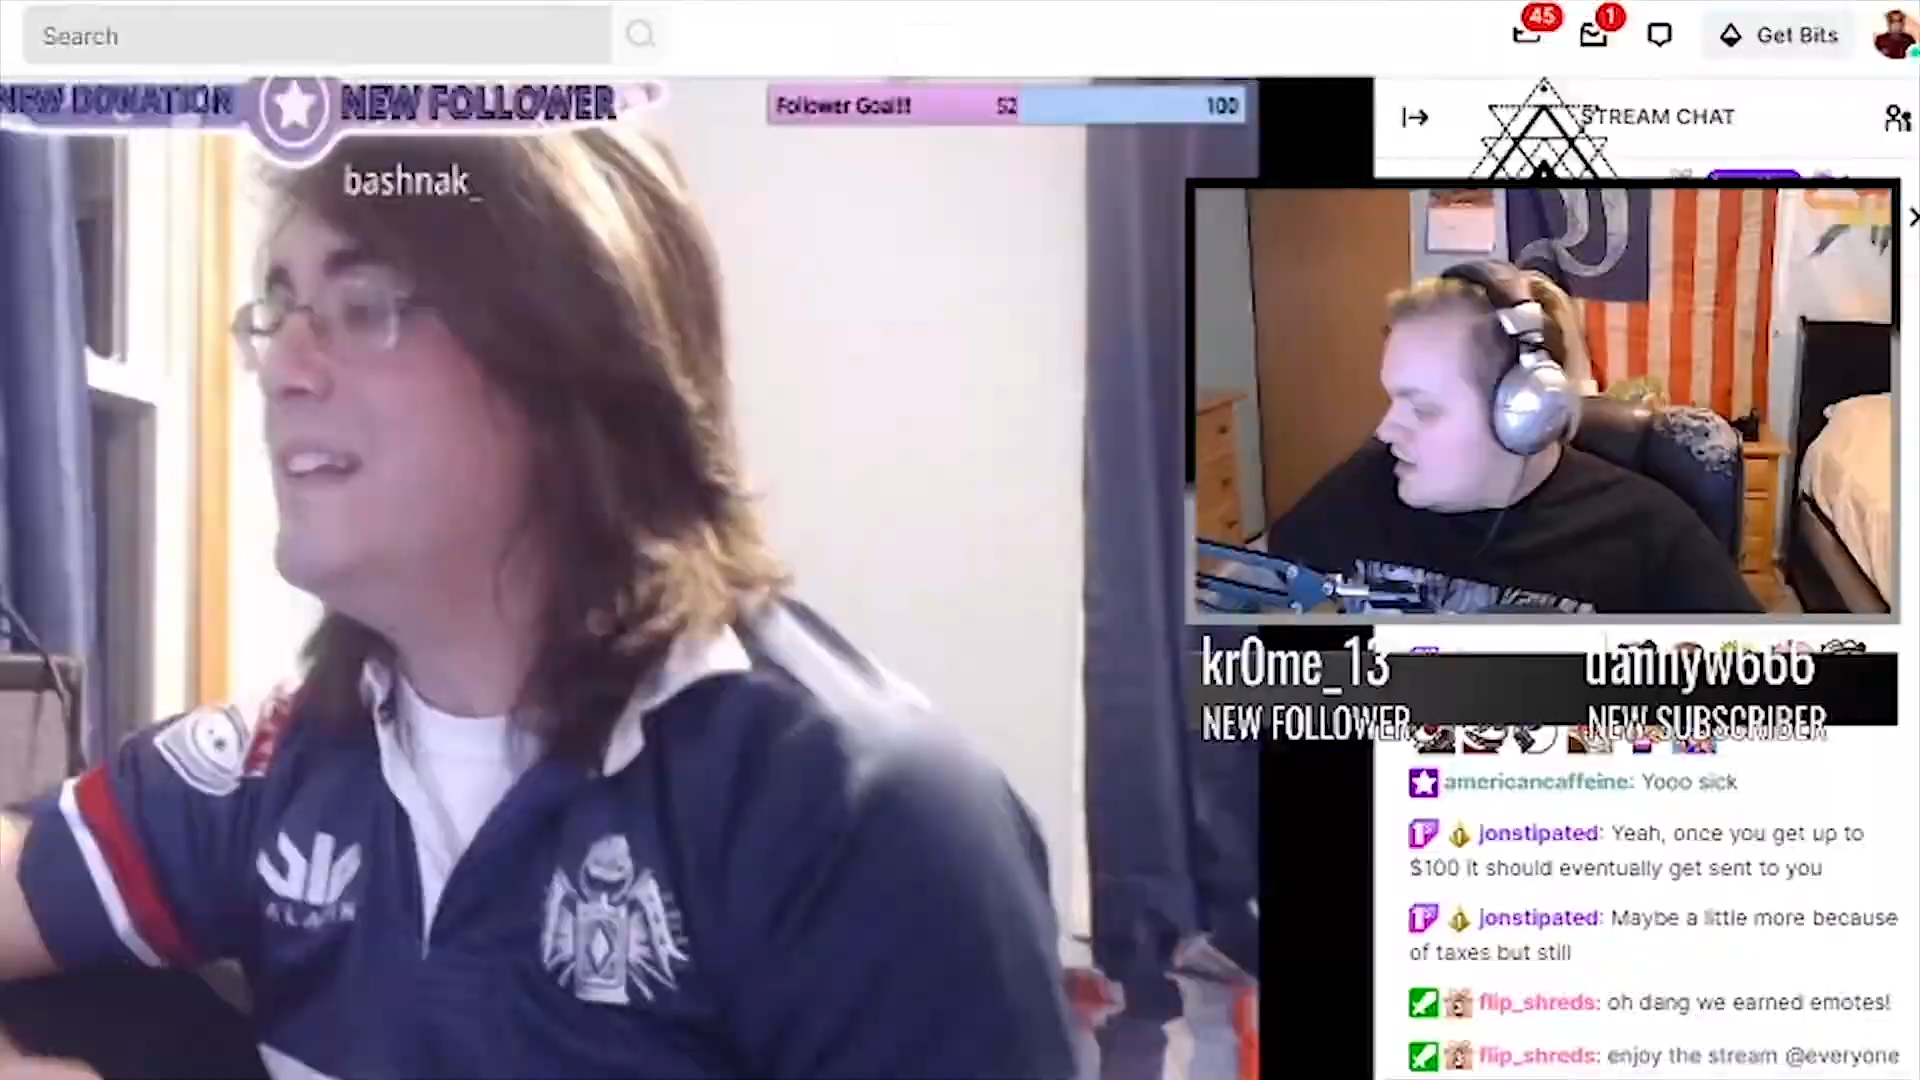 Search
45
1
Get Bits
NEW DONATION
NEW FOLLOWER
bashnak_
Follower Goal!!!
52
100
STREAM CHAT
kr0me_13
NEW FOLLOWER
dannyw666
NEW SUBSCRIBER
americancaffeine: Yooo sick
jonstipated: Yeah, once you get up to
$100 it should eventually get sent to you
jonstipated: Maybe a little more because
of taxes but still
flip_shreds: oh dang we earned emotes!
flip_shreds: enjoy the stream @everyone